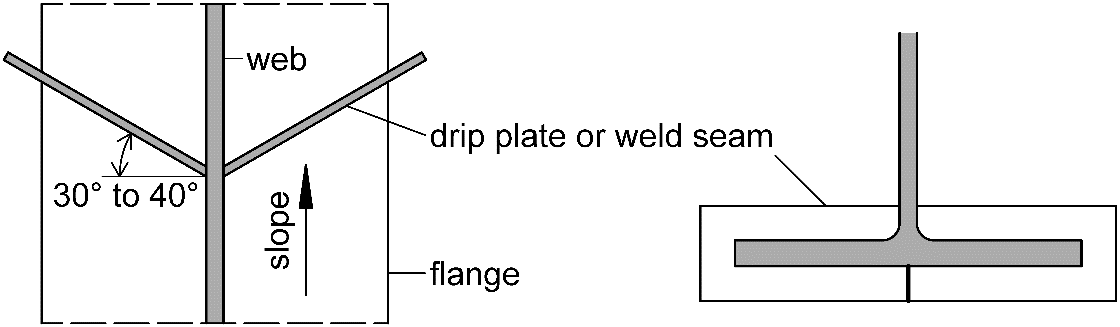 web
drip plate or weld seam
30° to 40°
slope
flange